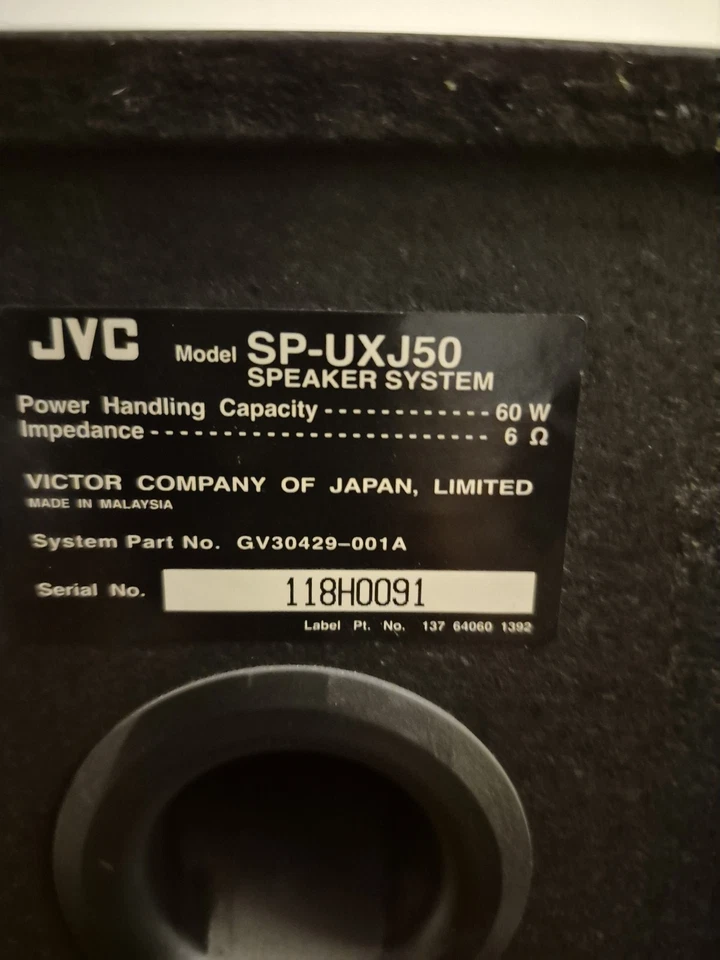 JVC Model SP-UXJ50
SPEAKER SYSTEM
Power Handling Capacity ------------- 60 W
Impedance ------------------------- 6 Ω
VICTOR COMPANY OF JAPAN, LIMITED
MADE IN MALAYSIA
System Part No. GV30429-001A
Serial No. 118H0091
Label Pt. No. 137 64060 1392